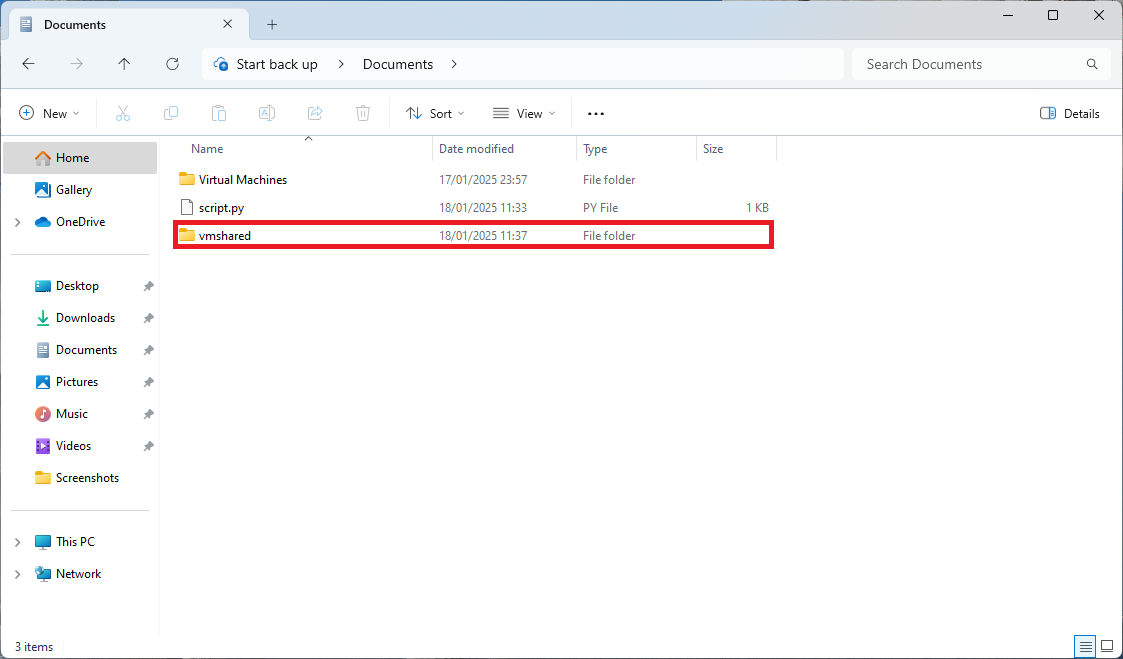 Documents
Start back up > Documents >
Search Documents
New
Sort
View
Details
Name Date modified Type Size
Home
Gallery
OneDrive
Desktop
Downloads
Documents
Pictures
Music
Videos
Screenshots
This PC
Network
Virtual Machines 17/01/2025 23:57 File folder
script.py 18/01/2025 11:33 PY File 1 KB
vmshared 18/01/2025 11:37 File folder
3 items